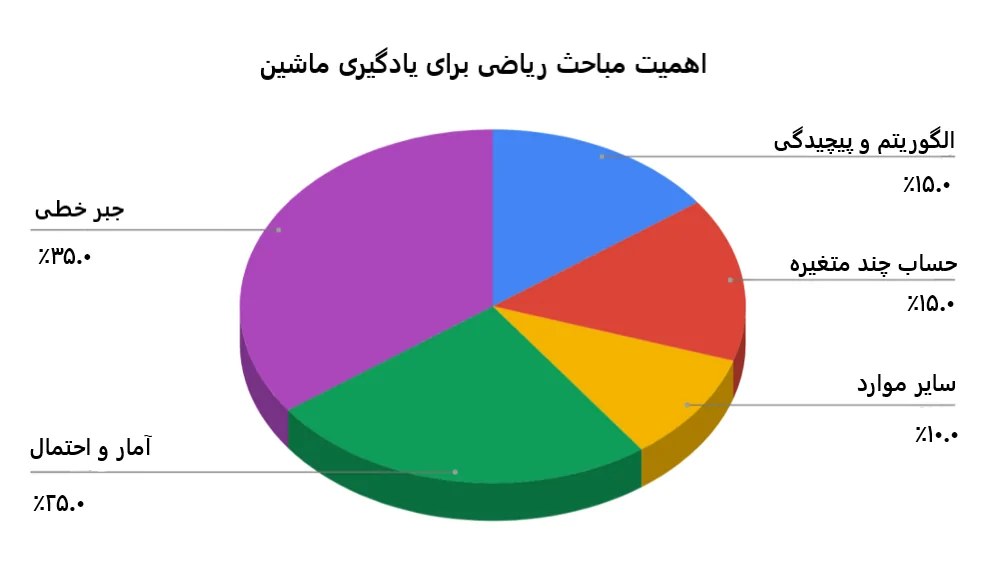 اهمیت مباحث ریاضی برای یادگیری ماشین
الگوریتم و پیچیدگی
٪۱۵.۰
حساب چند متغیره
٪۱۵.۰
سایر موارد
٪۱۰.۰
جبر خطی
٪۳۵.۰
آمار و احتمال
٪۲۵.۰